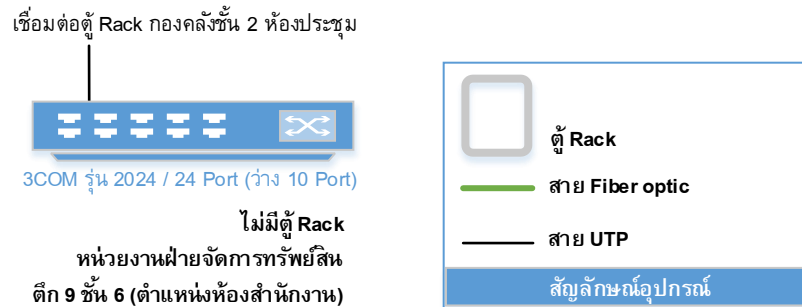 เชื่อมต่อตู้ Rack กองคลังชั้น 2 ห้องประชุม
3COM รุ่น 2024 / 24 Port (ว่าง 10 Port)
ไม่มีตู้ Rack
หน่วยงานฝ่ายจัดการทรัพย์สิน
ตึก 9 ชั้น 6 (ตำแหน่งห้องสำนักงาน)
ตู้ Rack
สาย Fiber optic
สาย UTP
สัญลักษณ์อุปกรณ์